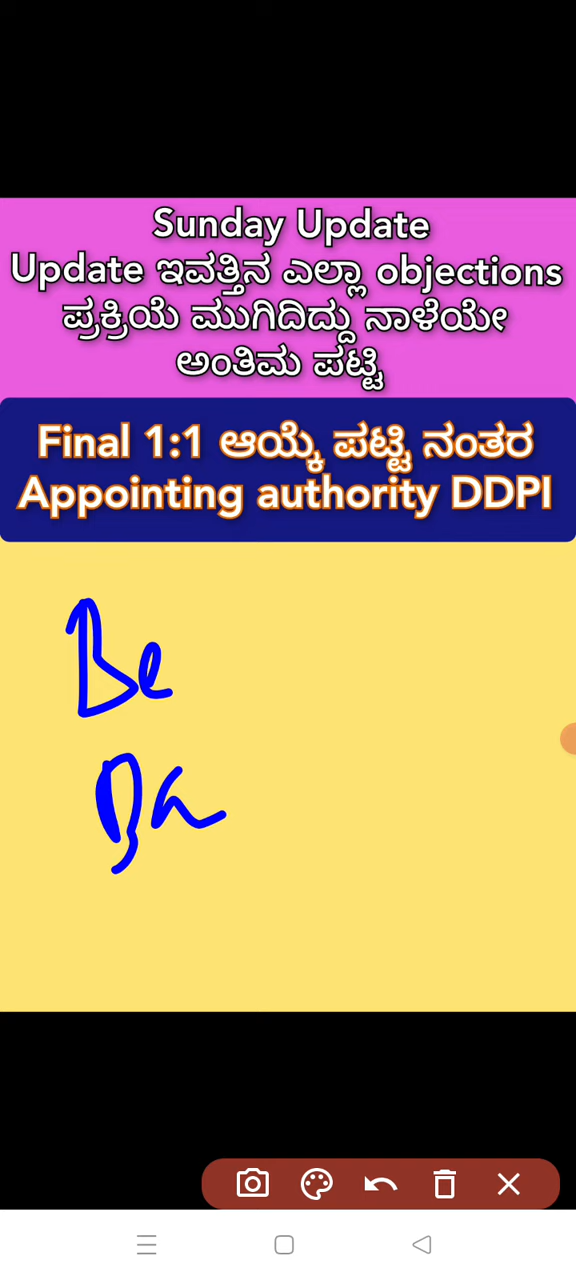 Sunday Update
Update ಇವತ್ತಿನ ಎಲ್ಲಾ objections
ಪ್ರಕ್ರಿಯೆ ಮುಗಿದಿದ್ದು ನಾಳೆಯೇ
ಅಂತಿಮ ಪಟ್ಟಿ
Final 1:1 ಆಯ್ಕೆ ಪಟ್ಟಿ ನಂತರ
Appointing authority DDPI
Be